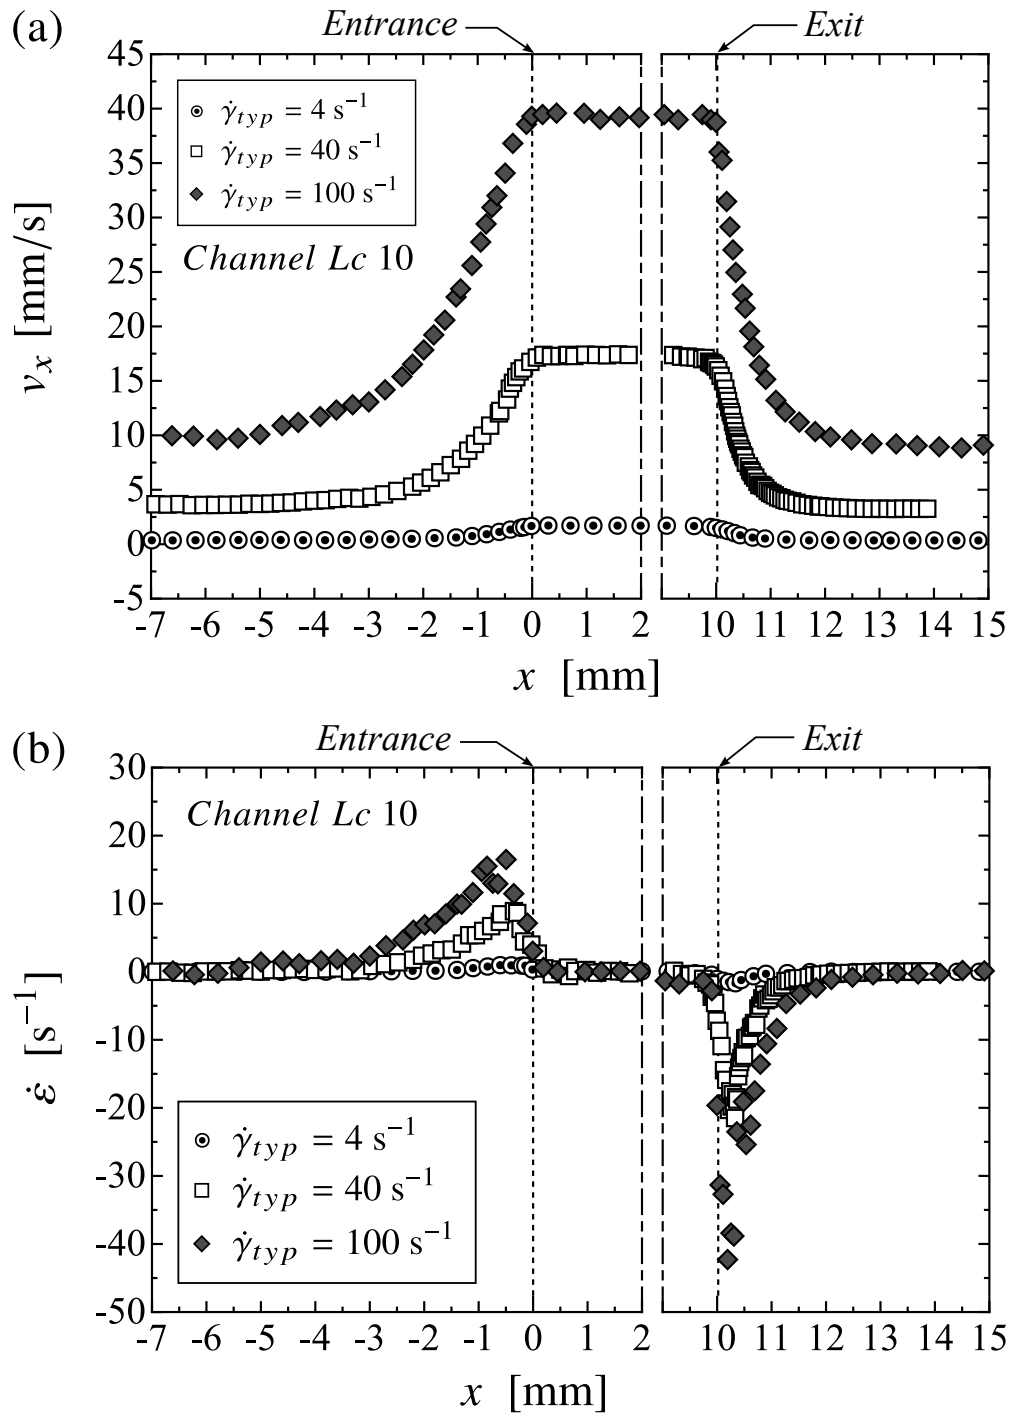 (a)
Entrance
Exit
45
40
35
30
25
20
15
10
5
0
-5
γ̇typ = 4 s⁻¹
γ̇typ = 40 s⁻¹
γ̇typ = 100 s⁻¹
Channel Lc 10
vx [mm/s]
-7 -6 -5 -4 -3 -2 -1 0 1 2 10 11 12 13 14 15
x [mm]
(b)
Entrance
Exit
30
20
10
0
-10
-20
-30
-40
-50
Channel Lc 10
ε̇ [s⁻¹]
γ̇typ = 4 s⁻¹
γ̇typ = 40 s⁻¹
γ̇typ = 100 s⁻¹
-7 -6 -5 -4 -3 -2 -1 0 1 2 10 11 12 13 14 15
x [mm]